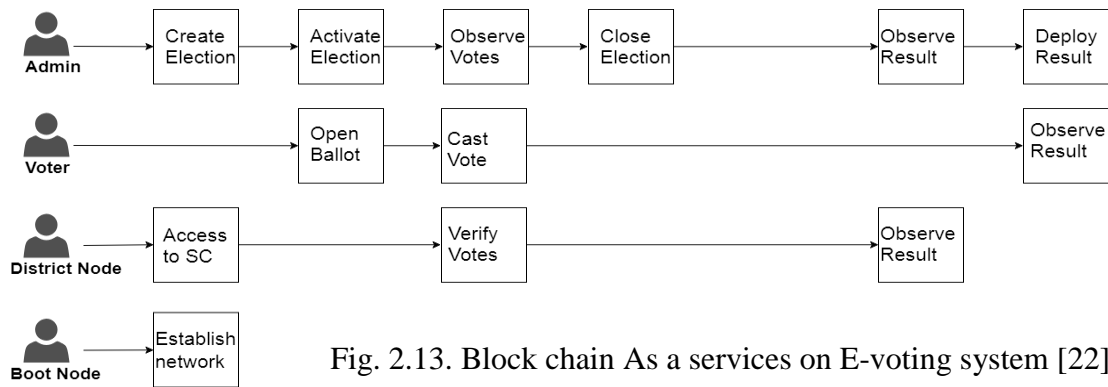 Create
Election
Activate
Election
Observe
Votes
Close
Election
Observe
Result
Deploy
Result
Admin
Open
Ballot
Cast
Vote
Observe
Result
Voter
Access
to SC
Verify
Votes
Observe
Result
District Node
Establish
network
Boot Node
Fig. 2.13. Block chain As a services on E-voting system [22]